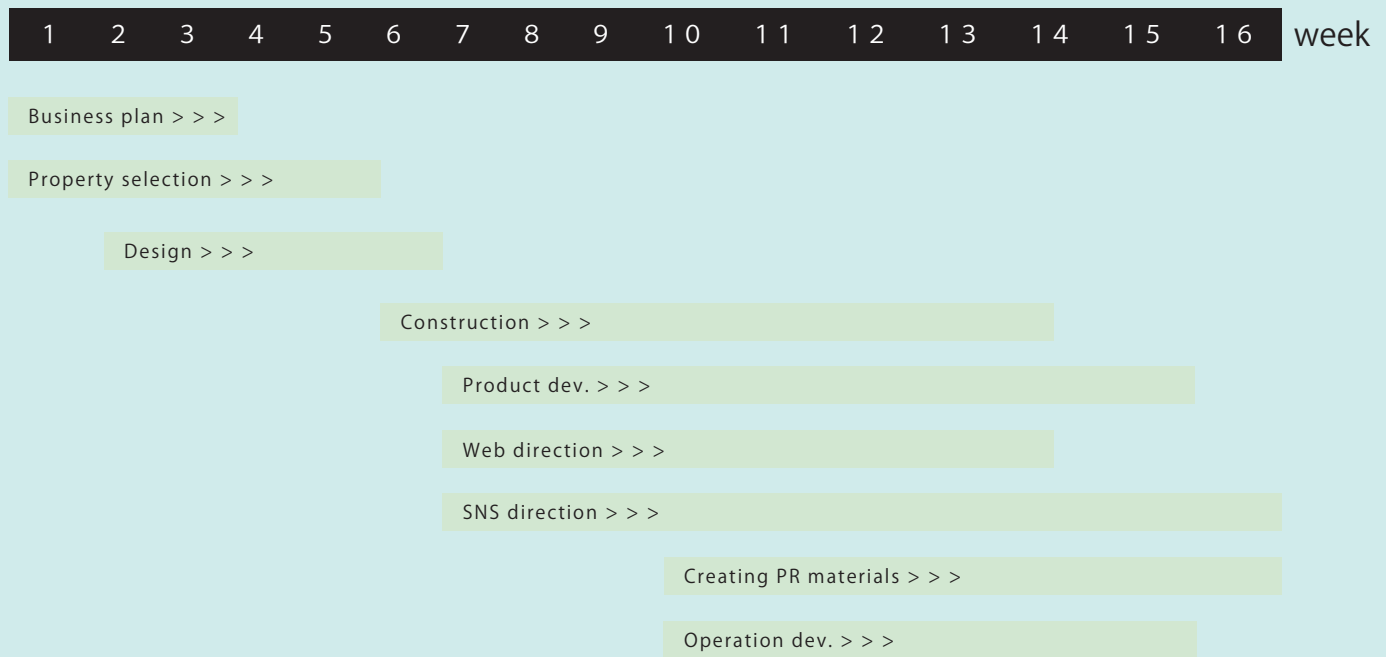 1 2 3 4 5 6 7 8 9 10 11 12 13 14 15 16 week
Business plan > > >
Property selection > > >
Design > > >
Construction > > >
Product dev. > > >
Web direction > > >
SNS direction > > >
Creating PR materials > > >
Operation dev. > > >